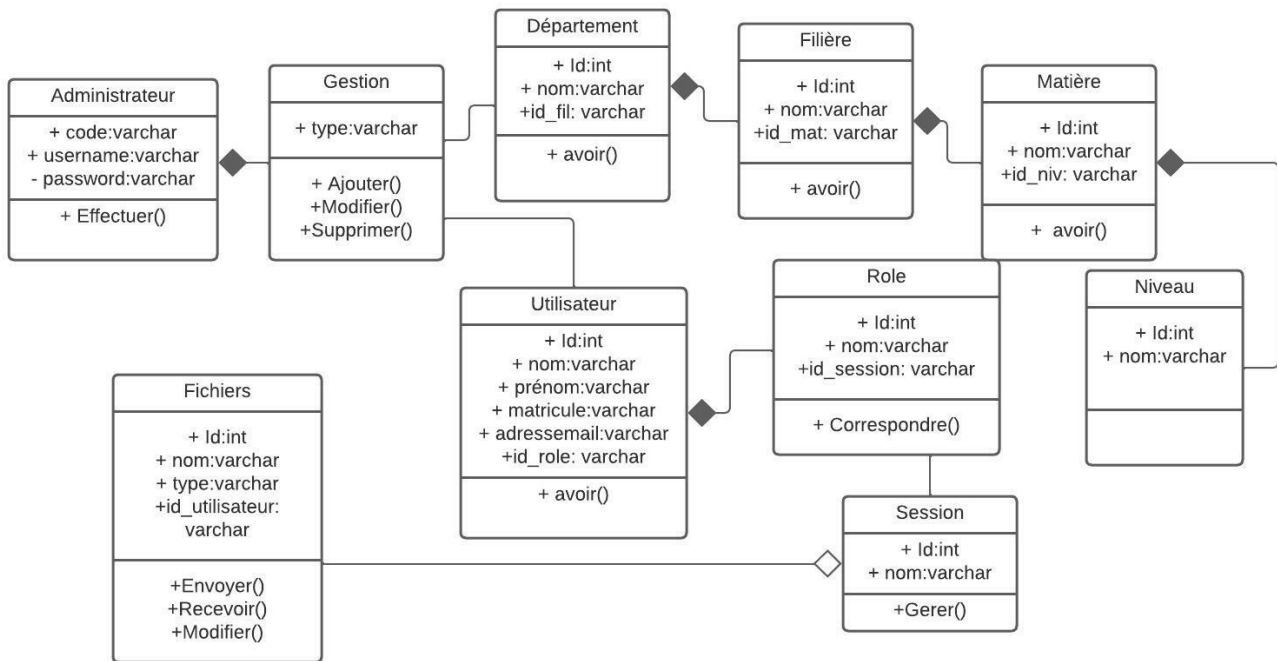 Administrateur
+ code:varchar
+ username:varchar
- password:varchar
+ Effectuer()
Gestion
+ type:varchar
+ Ajouter()
+Modifier()
+Supprimer()
Département
+ Id:int
+ nom:varchar
+id_fil: varchar
+ avoir()
Filière
+ Id:int
+ nom:varchar
+id_mat: varchar
+ avoir()
Matière
+ Id:int
+ nom:varchar
+id_niv: varchar
+ avoir()
Utilisateur
+ Id:int
+ nom:varchar
+ prénom:varchar
+ matricule:varchar
+ adressemail:varchar
+id_role: varchar
+ avoir()
Role
+ Id:int
+ nom:varchar
+id_session: varchar
+ Correspondre()
Niveau
+ Id:int
+ nom:varchar
Fichiers
+ Id:int
+ nom:varchar
+ type:varchar
+id_utilisateur:
varchar
+Envoyer()
+Recevoir()
+Modifier()
Session
+ Id:int
+ nom:varchar
+Gerer()